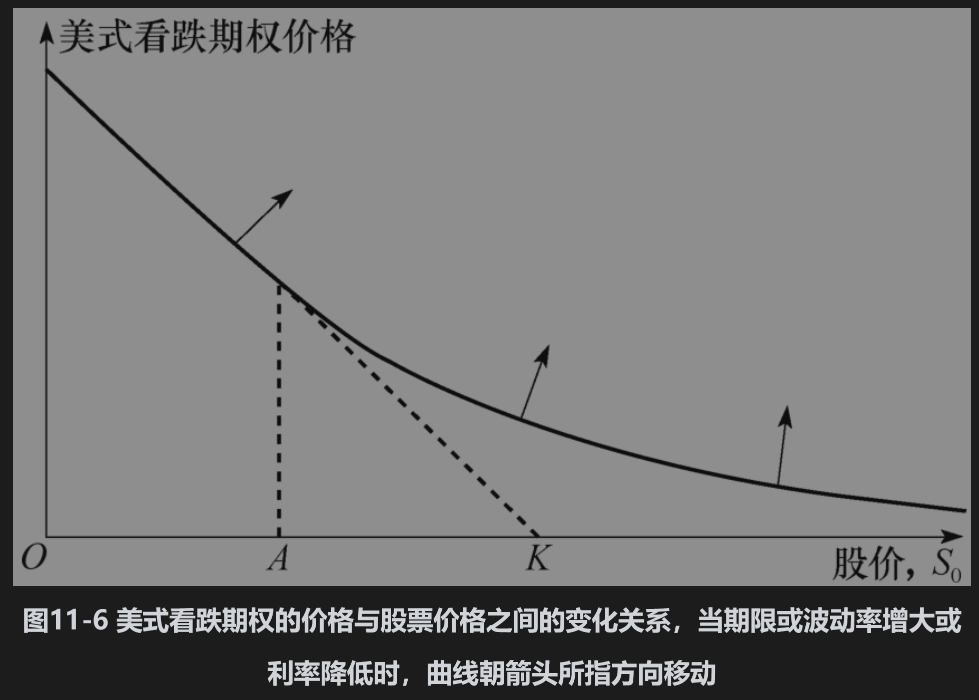 美式看跌期权价格
O
A
K
股价，S₀
图11-6 美式看跌期权的价格与股票价格之间的变化关系，当期限或波动率增大或
利率降低时，曲线朝箭头所指方向移动